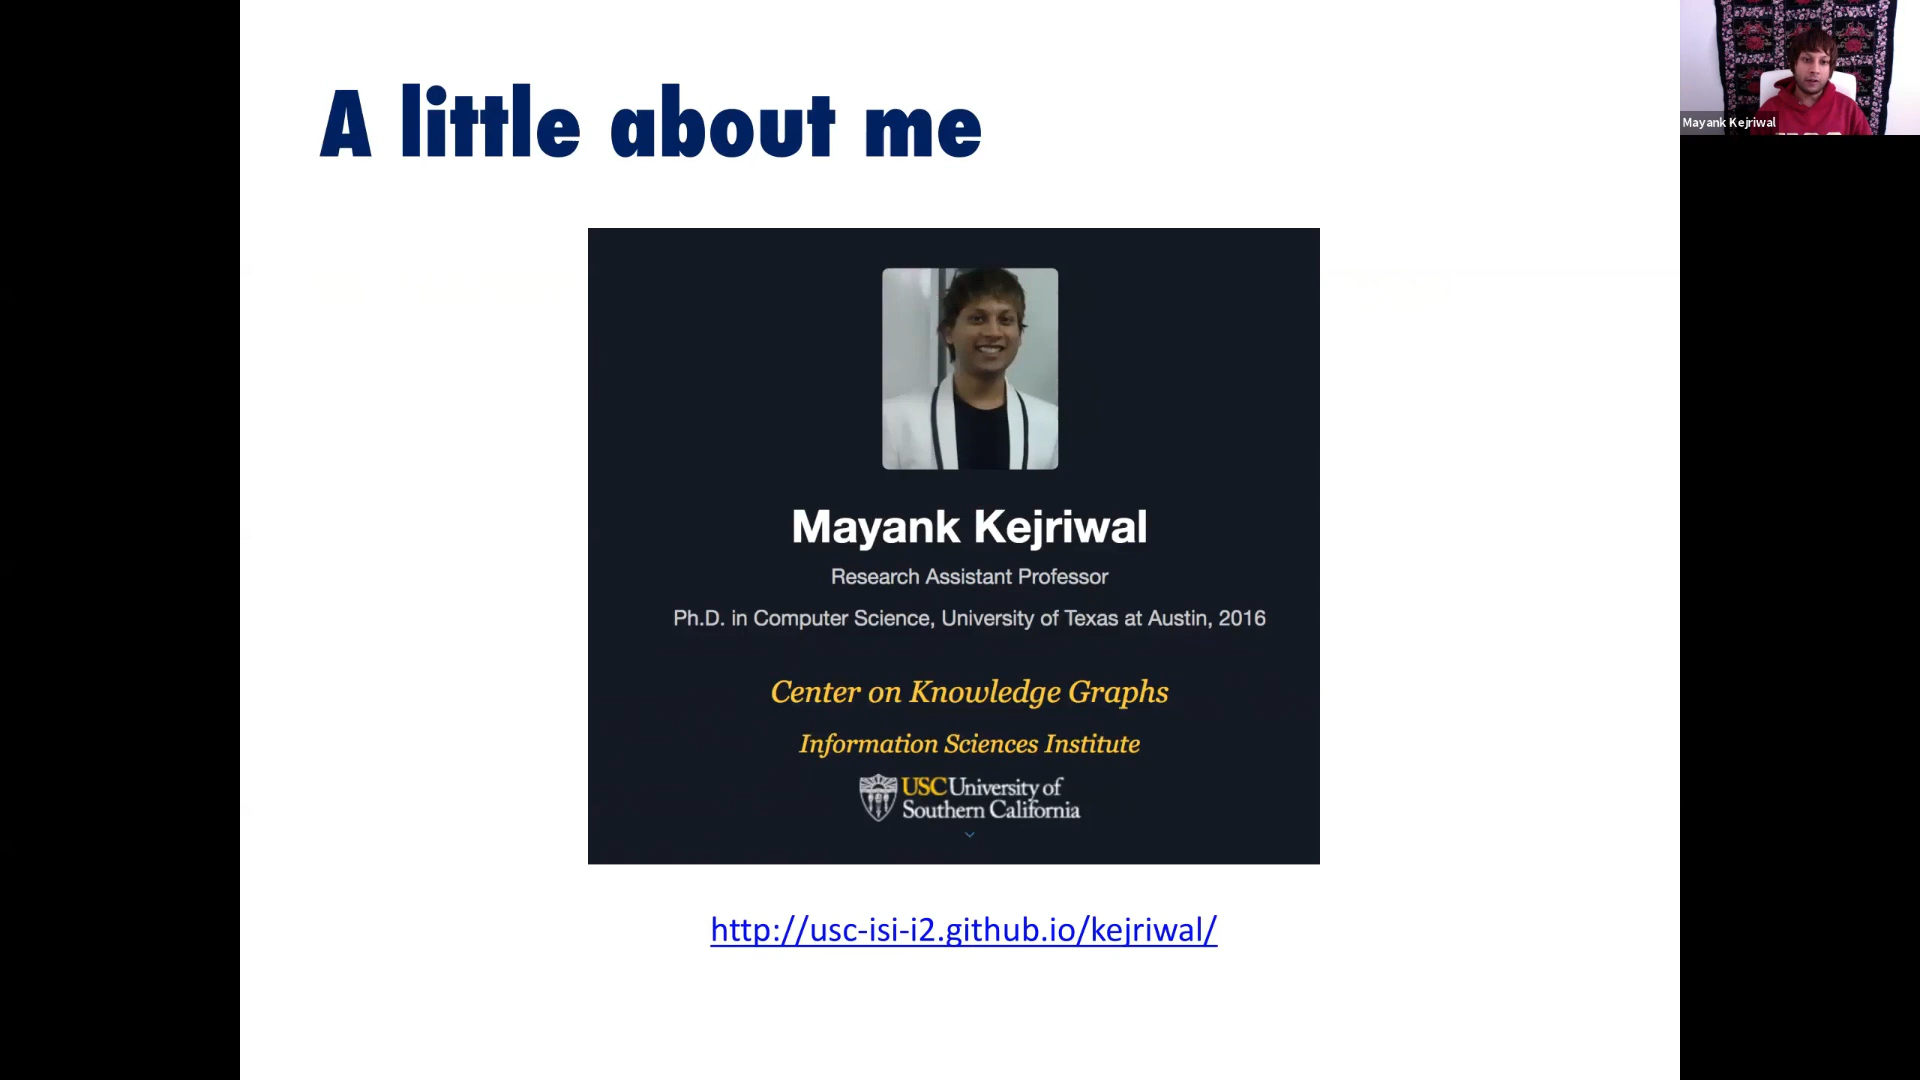 A little about me
Mayank Kejriwal
Mayank Kejriwal
Research Assistant Professor
Ph.D. in Computer Science, University of Texas at Austin, 2016
Center on Knowledge Graphs
Information Sciences Institute
USC University of
Southern California
http://usc-isi-i2.github.io/kejriwal/